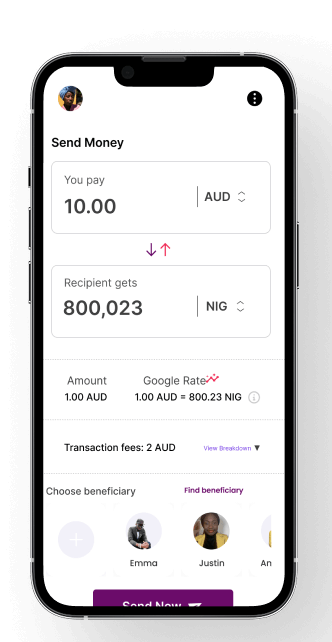 Send Money
You pay
10.00
AUD
Recipient gets
800,023
NIG
Amount
Google Rate
1.00 AUD
1.00 AUD = 800.23 NIG
Transaction fees: 2 AUD
View Breakdown ▼
Choose beneficiary
Find beneficiary
Emma
Justin
An
Send Now